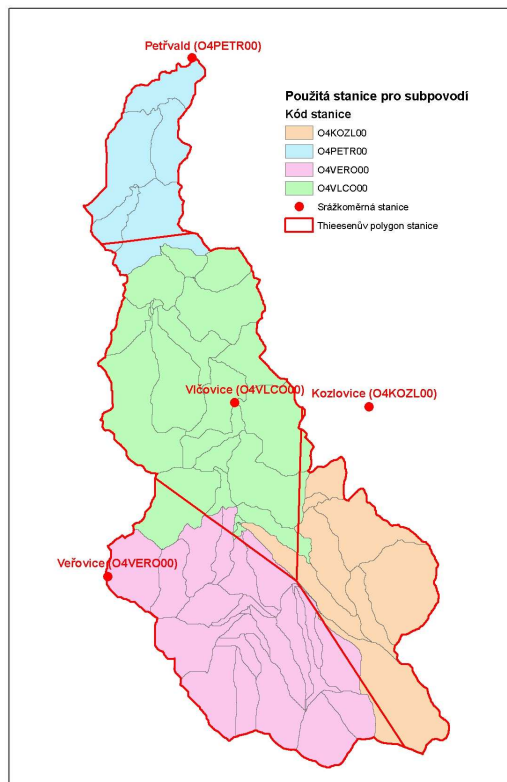 Petřvald (O4PETR00)
Použitá stanice pro subpovodí
Kód stanice
O4KOZL00
O4PETR00
O4VERO00
O4VLCO00
Srážkoměrná stanice
Thieesenův polygon stanice
Vlčovice (O4VLCO00)
Kozlovice (O4KOZL00)
Veřovice (O4VERO00)